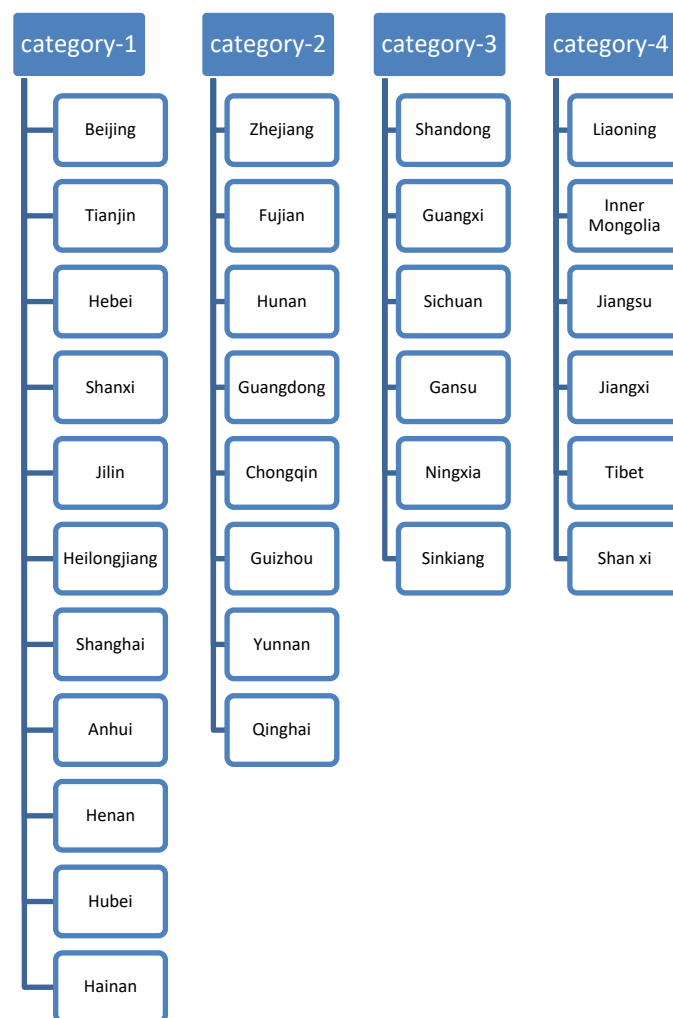 category-1
Beijing
Tianjin
Hebei
Shanxi
Jilin
Heilongjiang
Shanghai
Anhui
Henan
Hubei
Hainan
category-2
Zhejiang
Fujian
Hunan
Guangdong
Chongqin
Guizhou
Yunnan
Qinghai
category-3
Shandong
Guangxi
Sichuan
Gansu
Ningxia
Sinkiang
category-4
Liaoning
Inner
Mongolia
Jiangsu
Jiangxi
Tibet
Shan xi